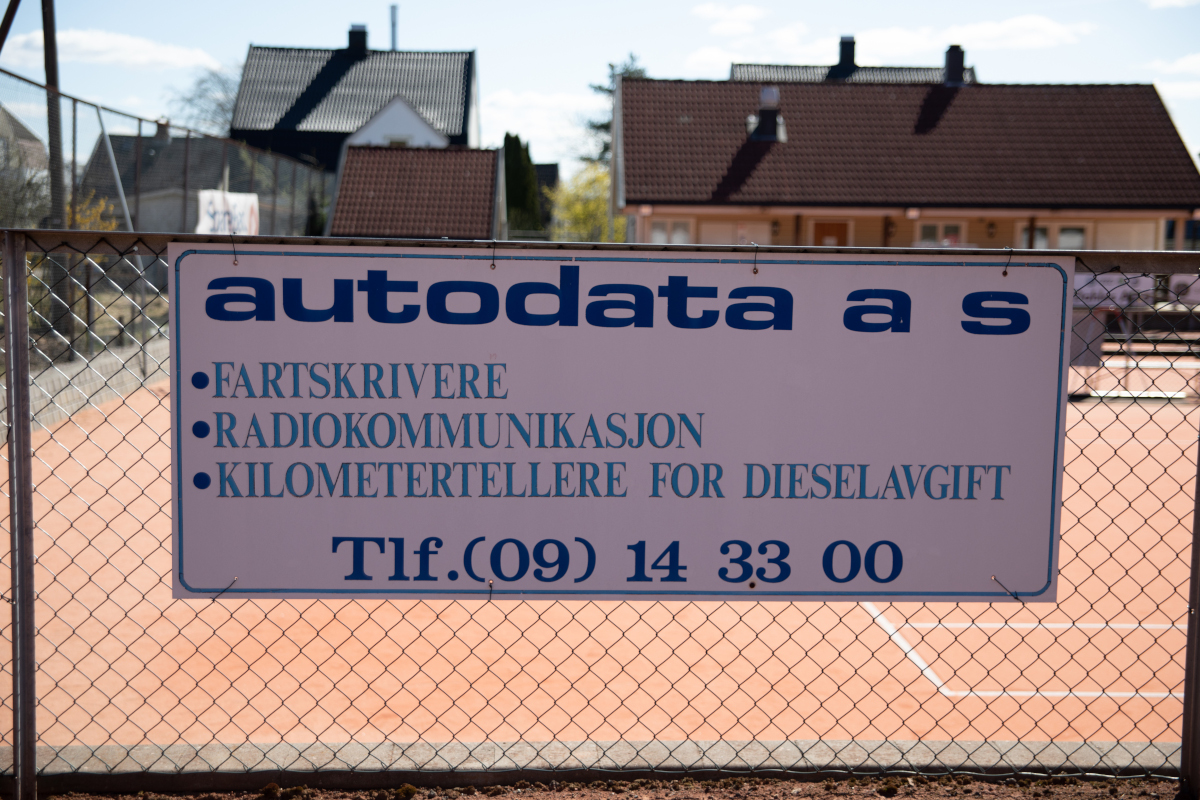 autodata a s
•FARTSKRIVERE
•RADIOKOMMUNIKASJON
•KILOMETERTELLERE FOR DIESELAVGIFT
Tlf.(09) 14 33 00